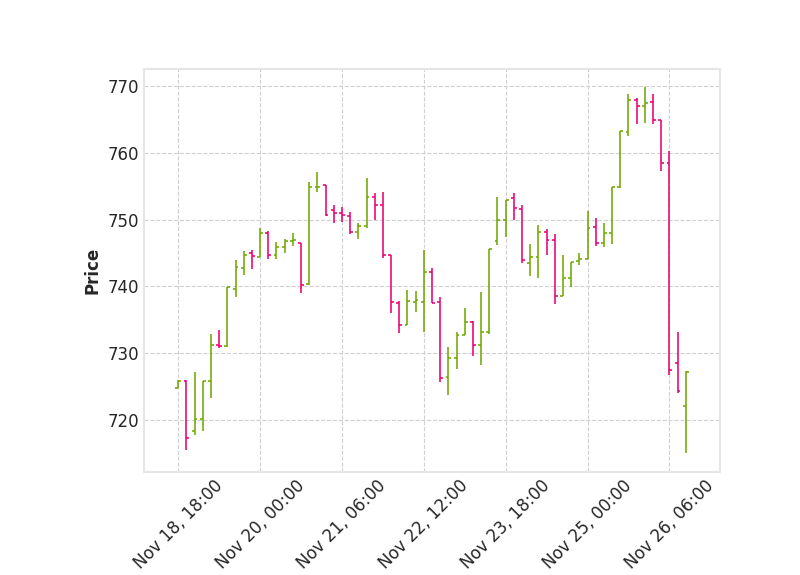 770
760
750
740
730
720
Price
Nov 18, 18:00
Nov 20, 00:00
Nov 21, 06:00
Nov 22, 12:00
Nov 23, 18:00
Nov 25, 00:00
Nov 26, 06:00